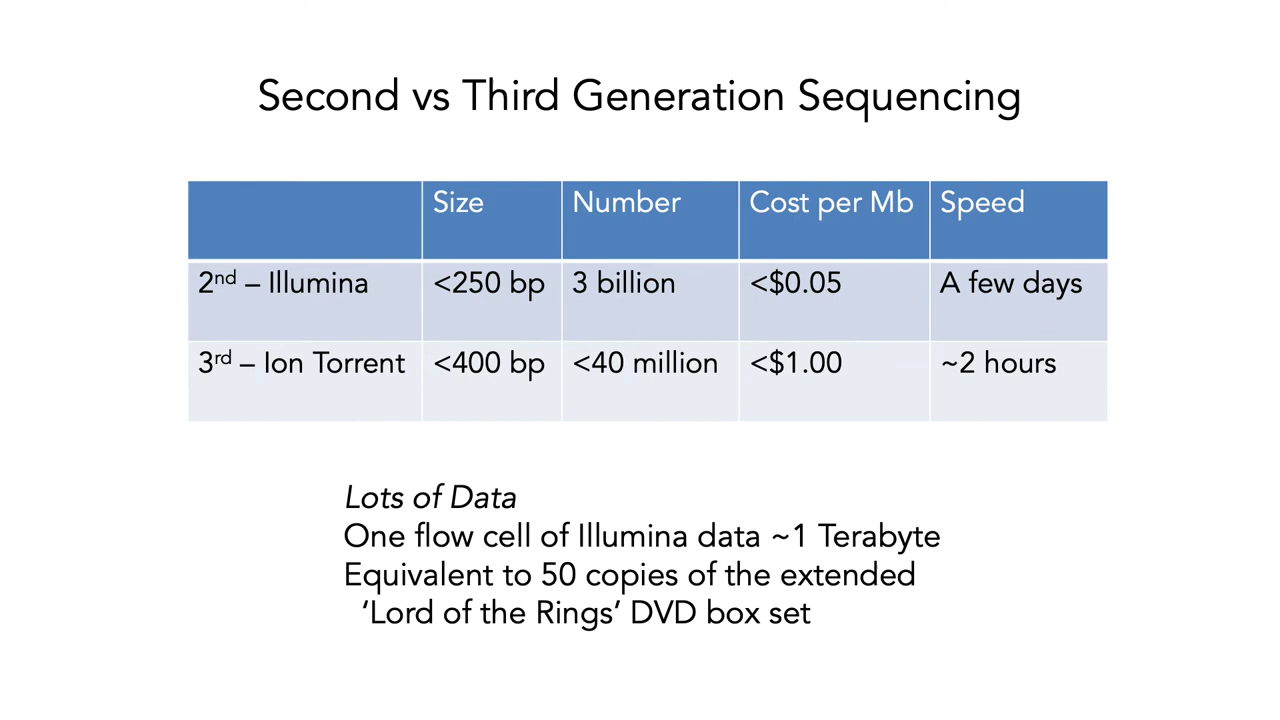 Second vs Third Generation Sequencing
Size Number Cost per Mb Speed
2nd – Illumina <250 bp 3 billion <$0.05 A few days
3rd – Ion Torrent <400 bp <40 million <$1.00 ~2 hours
Lots of Data
One flow cell of Illumina data ~1 Terabyte
Equivalent to 50 copies of the extended
‘Lord of the Rings’ DVD box set